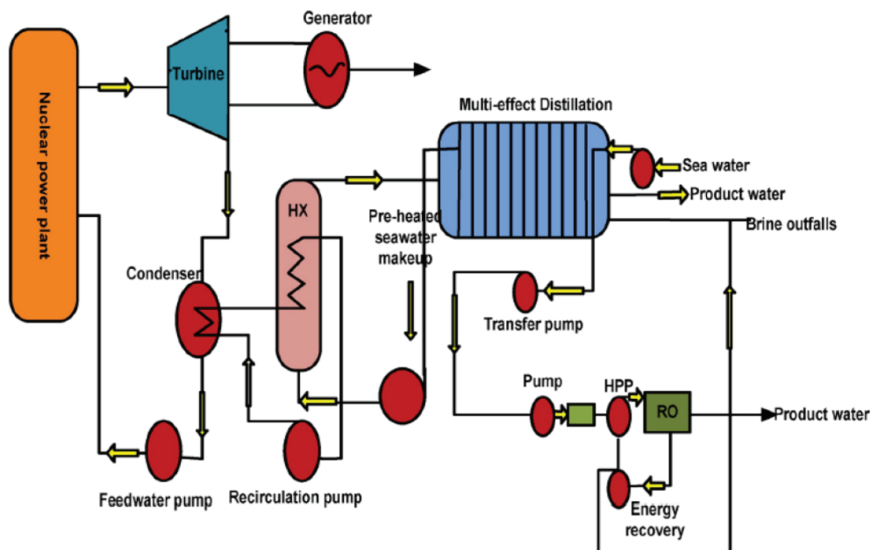 Generator
Turbine
Nuclear power plant
Multi-effect Distillation
Sea water
Product water
HX
Pre-heated
seawater
makeup
Brine outfalls
Condenser
Transfer pump
Pump
HPP
RO
Product water
Feedwater pump
Recirculation pump
Energy
recovery